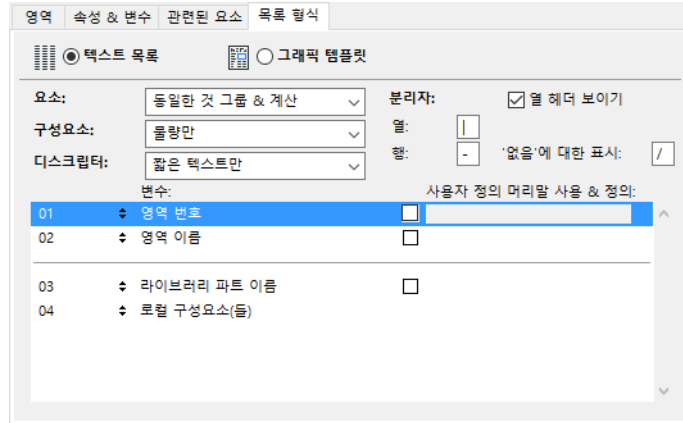 영역 속성 & 변수 관련된 요소 목록 형식
텍스트 목록 그래픽 템플릿
요소: 동일한 것 그룹 & 계산 분리자: 열 헤더 보이기
구성요소: 물량만 열: |
디스크립터: 짧은 텍스트만 행: - '없음'에 대한 표시: /
변수: 사용자 정의 머리말 사용 & 정의:
01 영역 번호
02 영역 이름
03 라이브러리 파트 이름
04 로컬 구성요소(들)